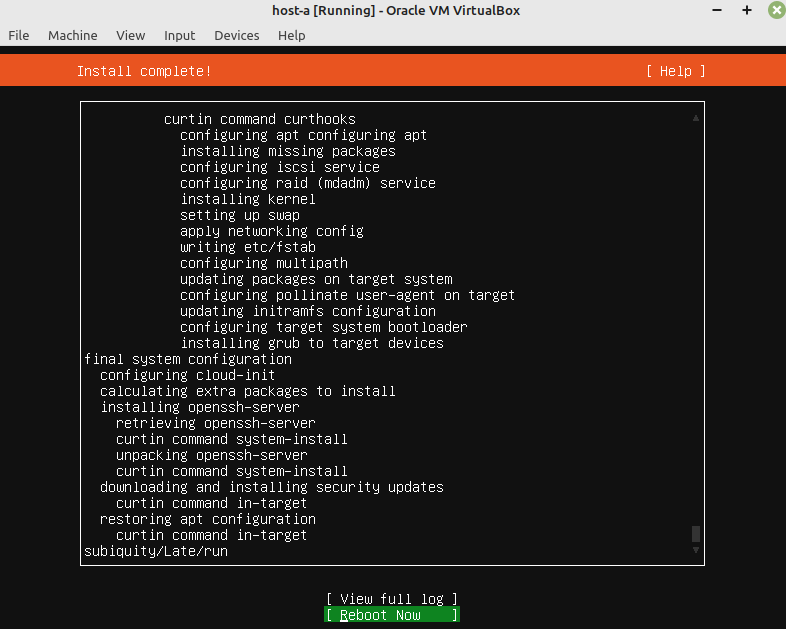 host-a [Running] - Oracle VM VirtualBox
File Machine View Input Devices Help
Install complete! [ Help ]
curtin command curthooks
configuring apt configuring apt
installing missing packages
configuring iscsi service
configuring raid (mdadm) service
installing kernel
setting up swap
apply networking config
writing etc/fstab
configuring multipath
updating packages on target system
configuring pollinate user-agent on target
updating initramfs configuration
configuring target system bootloader
installing grub to target devices
final system configuration
configuring cloud-init
calculating extra packages to install
installing openssh-server
retrieving openssh-server
curtin command system-install
unpacking openssh-server
curtin command system-install
downloading and installing security updates
curtin command in-target
restoring apt configuration
curtin command in-target
subiquity/Late/run
[ View full log ]
[ Reboot Now ]